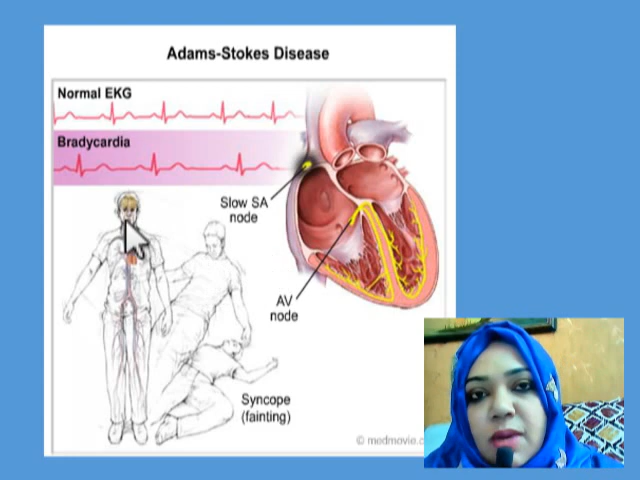 Adams-Stokes Disease
Normal EKG
Bradycardia
Slow SA
node
AV
node
Syncope
(fainting)
© medmovie.c